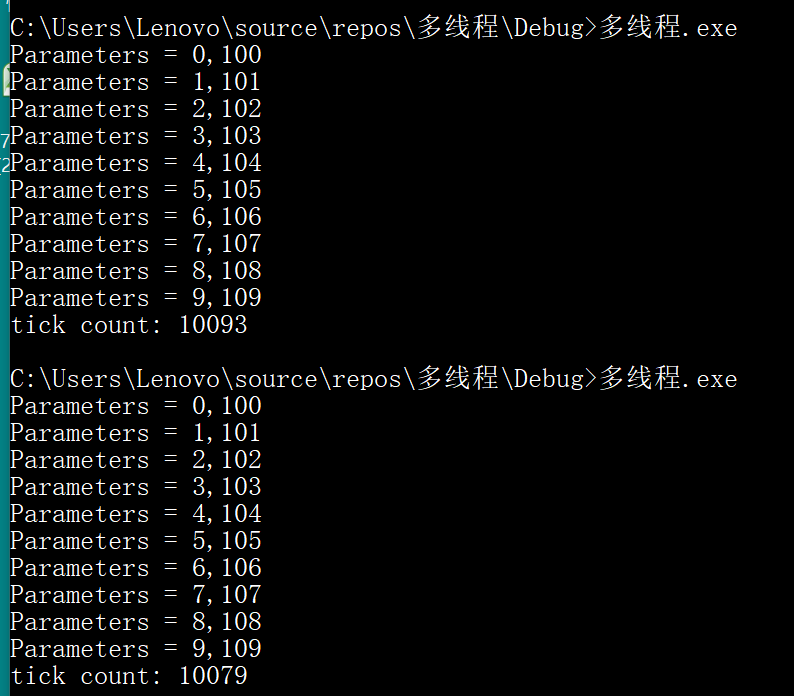 C:\Users\Lenovo\source\repos\多线程\Debug>多线程.exe
Parameters = 0,100
Parameters = 1,101
Parameters = 2,102
Parameters = 3,103
Parameters = 4,104
Parameters = 5,105
Parameters = 6,106
Parameters = 7,107
Parameters = 8,108
Parameters = 9,109
tick count: 10093
C:\Users\Lenovo\source\repos\多线程\Debug>多线程.exe
Parameters = 0,100
Parameters = 1,101
Parameters = 2,102
Parameters = 3,103
Parameters = 4,104
Parameters = 5,105
Parameters = 6,106
Parameters = 7,107
Parameters = 8,108
Parameters = 9,109
tick count: 10079